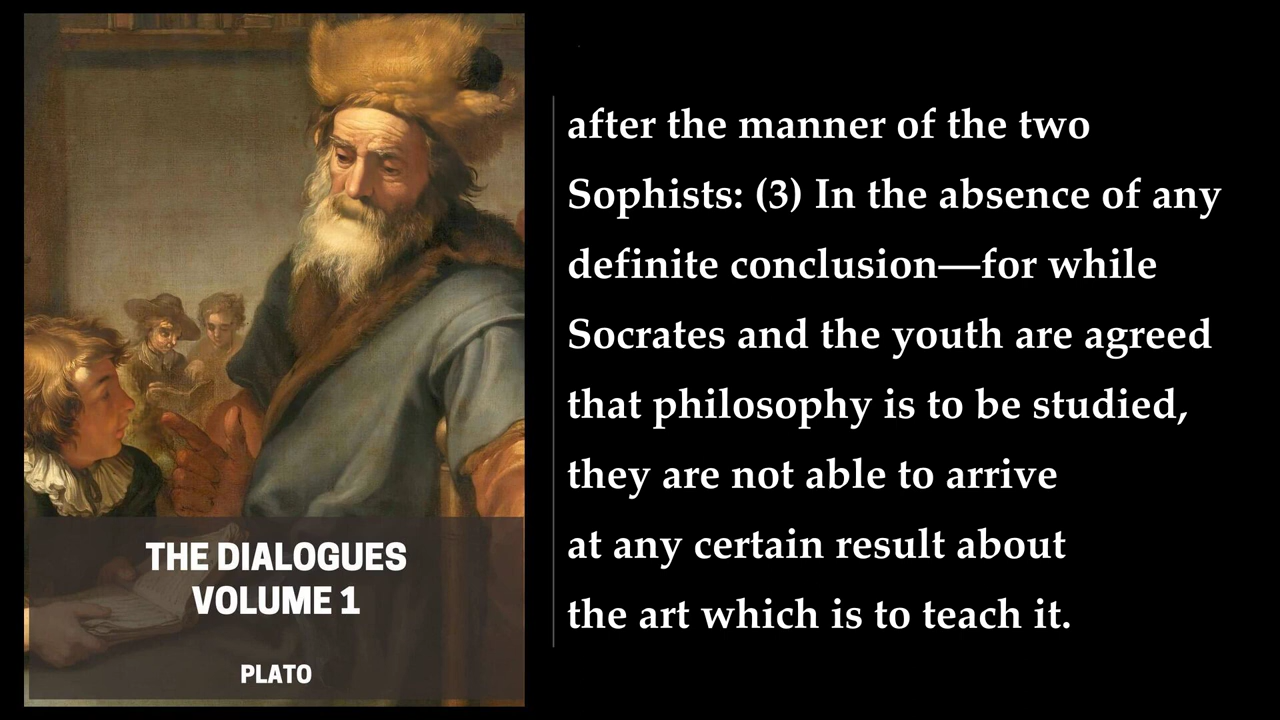 THE DIALOGUES
VOLUME 1
PLATO
after the manner of the two
Sophists: (3) In the absence of any
definite conclusion—for while
Socrates and the youth are agreed
that philosophy is to be studied,
they are not able to arrive
at any certain result about
the art which is to teach it.